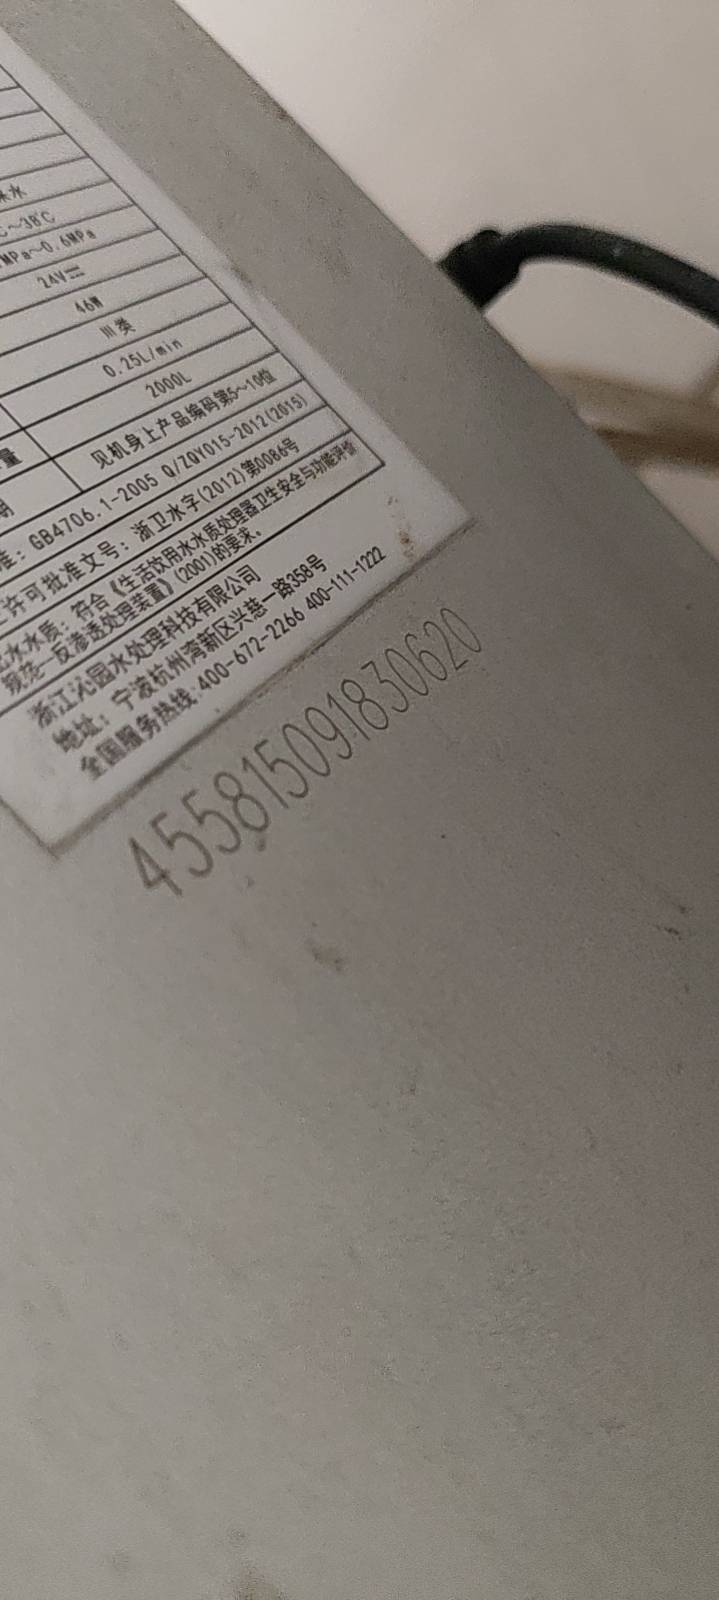 ℃～38℃
MPa～0.6MPa
24V⎓
46W
III类
0.25L/min
2000L
量
见机身上产品编码第5～10位
期
准：GB4706.1-2005 Q/ZQY015-2012(2015)
许可批准文号：浙卫水字(2012)第0086号
出水水质：符合《生活饮用水水质处理器卫生安全与功能评价
规范—反渗透处理装置》(2001)的要求。
浙江沁园水处理科技有限公司
地址：宁波杭州湾新区兴慈一路358号
全国服务热线:400-672-2266 400-111-1222
455815091830620